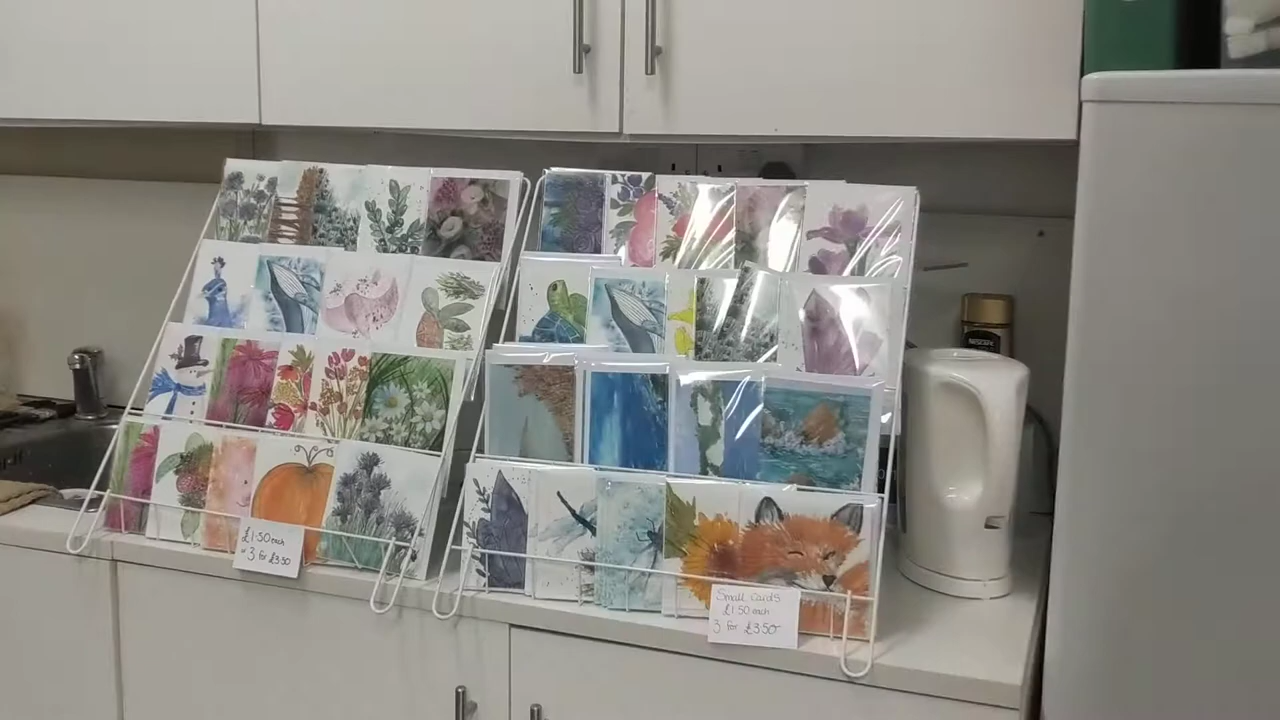 £1.50 each
or 3 for £3.50
Small cards
£1.50 each
3 for £3.50
NESCAFÉ